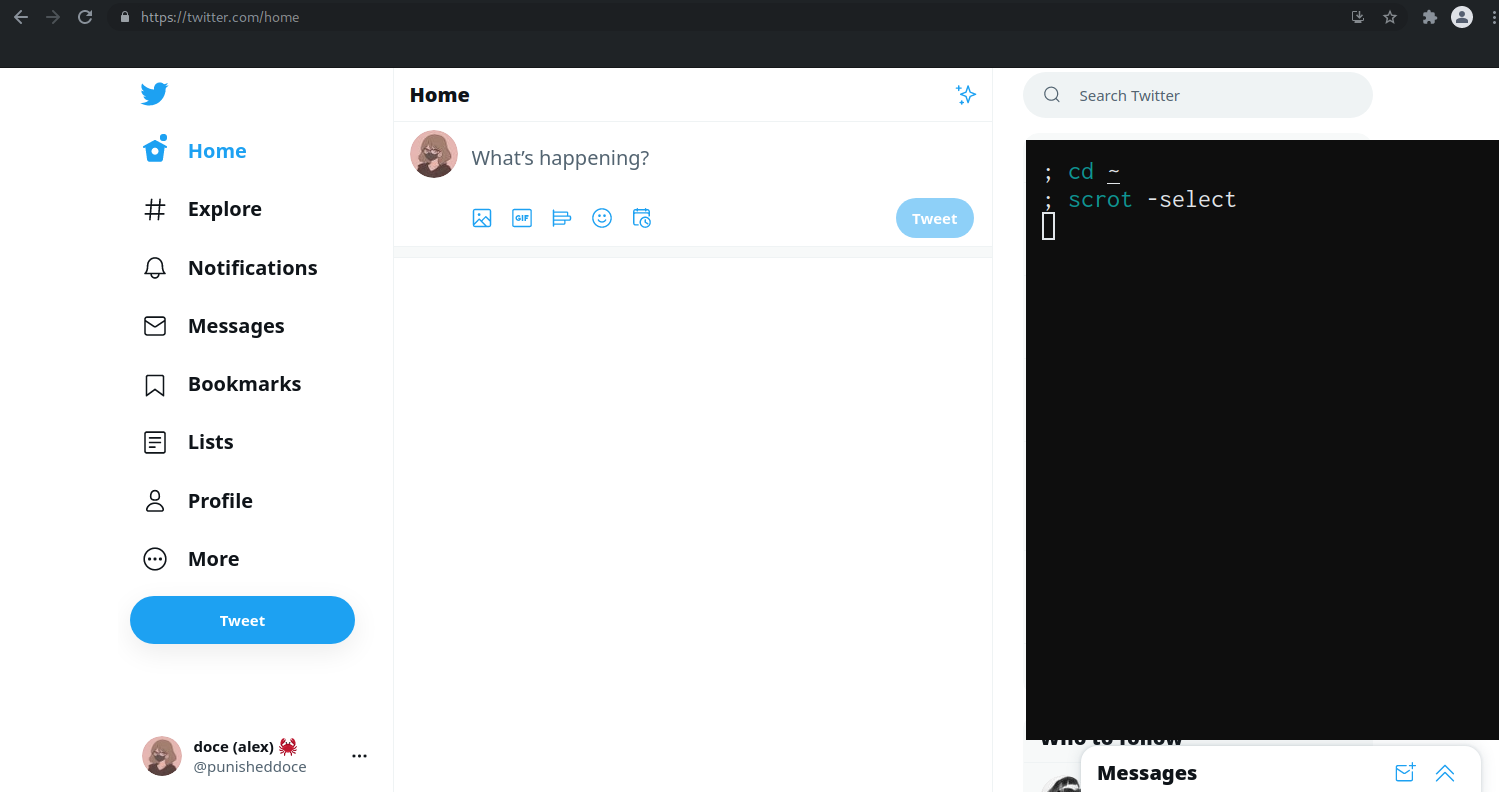 https://twitter.com/home
Home
Explore
Notifications
Messages
Bookmarks
Lists
Profile
More
Tweet
doce (alex) 🦀
@punisheddoce
Home
What's happening?
GIF
Tweet
Search Twitter
; cd ~
; scrot -select
Who to follow
Messages